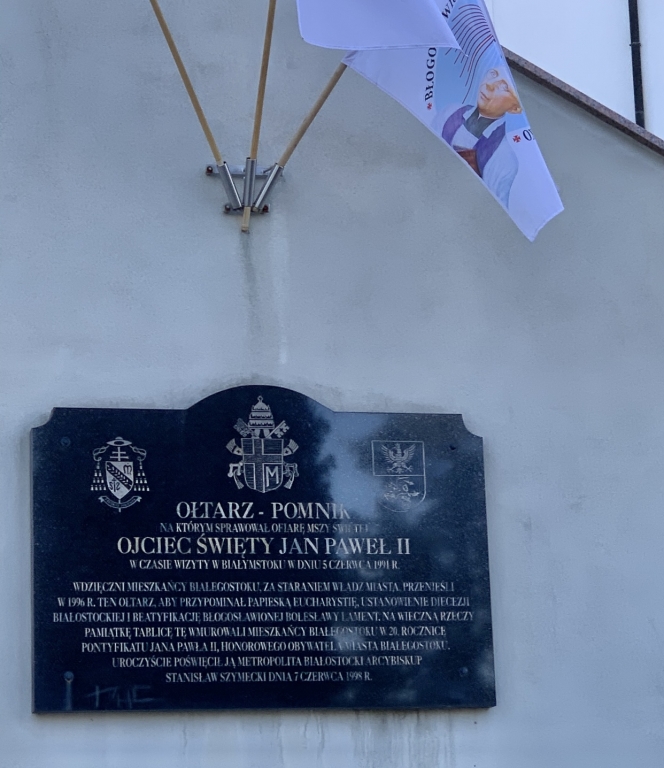 BŁOGO
OŁTARZ - POMNIK
NA KTÓRYM SPRAWOWAŁ OFIARĘ MSZY ŚWIĘTEJ
OJCIEC ŚWIĘTY JAN PAWEŁ II
W CZASIE WIZYTY W BIAŁYMSTOKU W DNIU 5 CZERWCA 1991 R.
WDZIĘCZNI MIESZKAŃCY BIAŁEGOSTOKU, ZA STARANIEM WŁADZ MIASTA, PRZENIEŚLI
W 1996 R. TEN OŁTARZ, ABY PRZYPOMINAŁ PAPIESKĄ EUCHARYSTIĘ, USTANOWIENIE DIECEZJI
BIAŁOSTOCKIEJ I BEATYFIKACJĘ BŁOGOSŁAWIONEJ BOLESŁAWY LAMENT, NA WIECZNĄ RZECZY
PAMIĄTKĘ TABLICĘ TĘ WMUROWALI MIESZKAŃCY BIAŁEGOSTOKU W 20. ROCZNICĘ
PONTYFIKATU JANA PAWŁA II, HONOROWEGO OBYWATELA MIASTA BIAŁEGOSTOKU.
UROCZYŚCIE POŚWIĘCIŁ JĄ METROPOLITA BIAŁOSTOCKI ARCYBISKUP
STANISŁAW SZYMECKI DNIA 7 CZERWCA 1998 R.